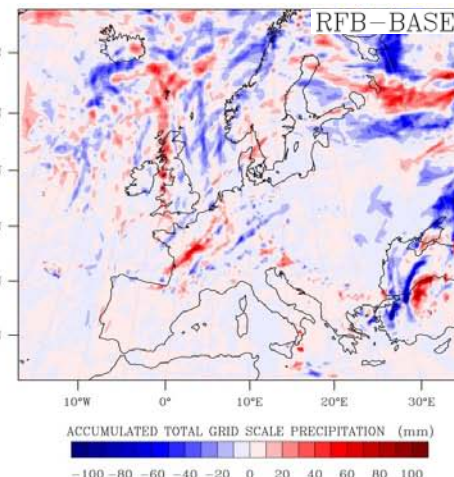 RFB-BASE
10°W 0° 10°E 20°E 30°E
ACCUMULATED TOTAL GRID SCALE PRECIPITATION (mm)
-100 -80 -60 -40 -20 0 20 40 60 80 100